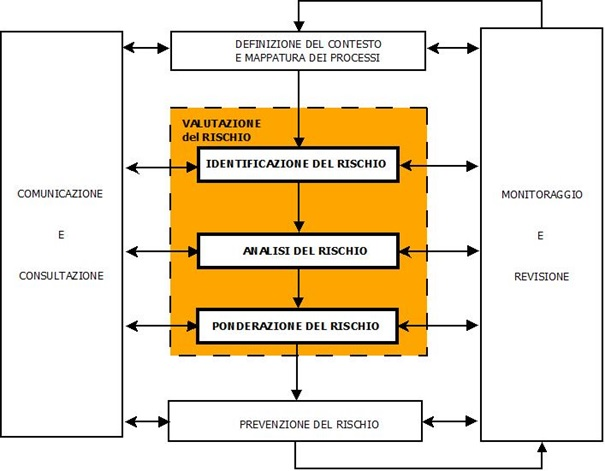 DEFINIZIONE DEL CONTESTO
E MAPPATURA DEI PROCESSI
VALUTAZIONE
del RISCHIO
IDENTIFICAZIONE DEL RISCHIO
COMUNICAZIONE
E
CONSULTAZIONE
MONITORAGGIO
E
REVISIONE
ANALISI DEL RISCHIO
PONDERAZIONE DEL RISCHIO
PREVENZIONE DEL RISCHIO